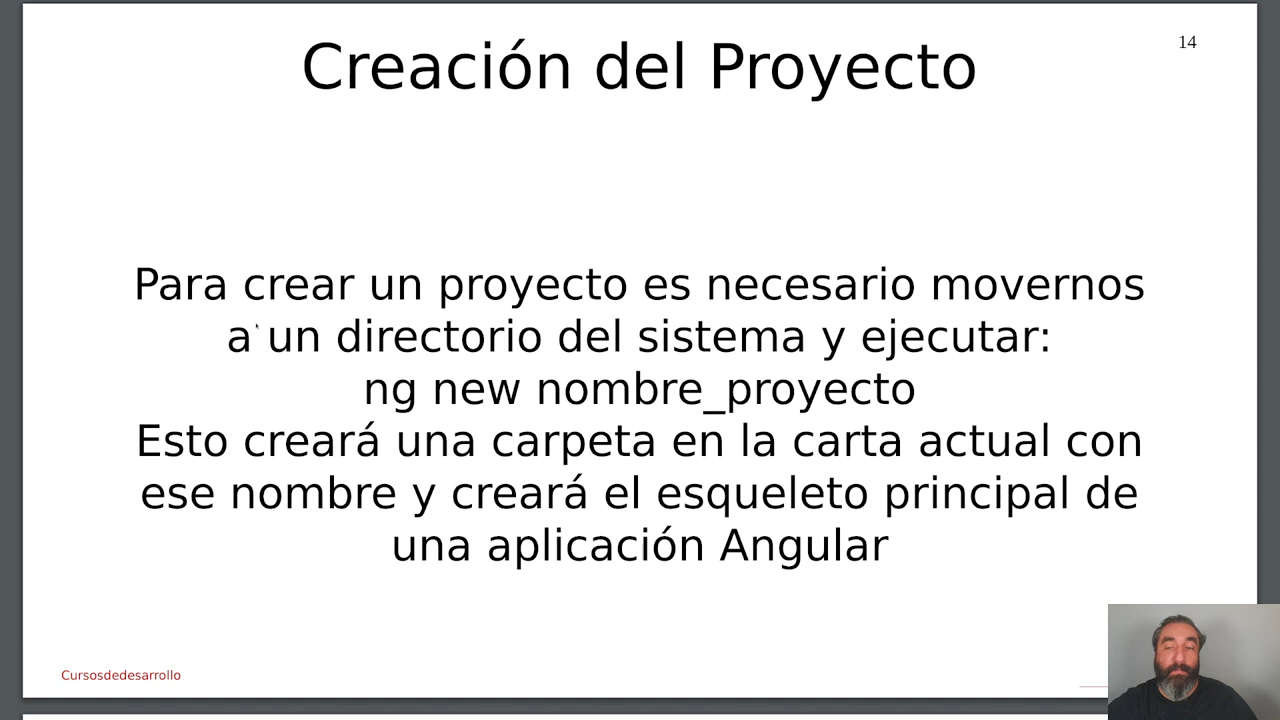 Creación del Proyecto
14
Para crear un proyecto es necesario movernos
a un directorio del sistema y ejecutar:
ng new nombre_proyecto
Esto creará una carpeta en la carta actual con
ese nombre y creará el esqueleto principal de
una aplicación Angular
Cursosdedesarrollo